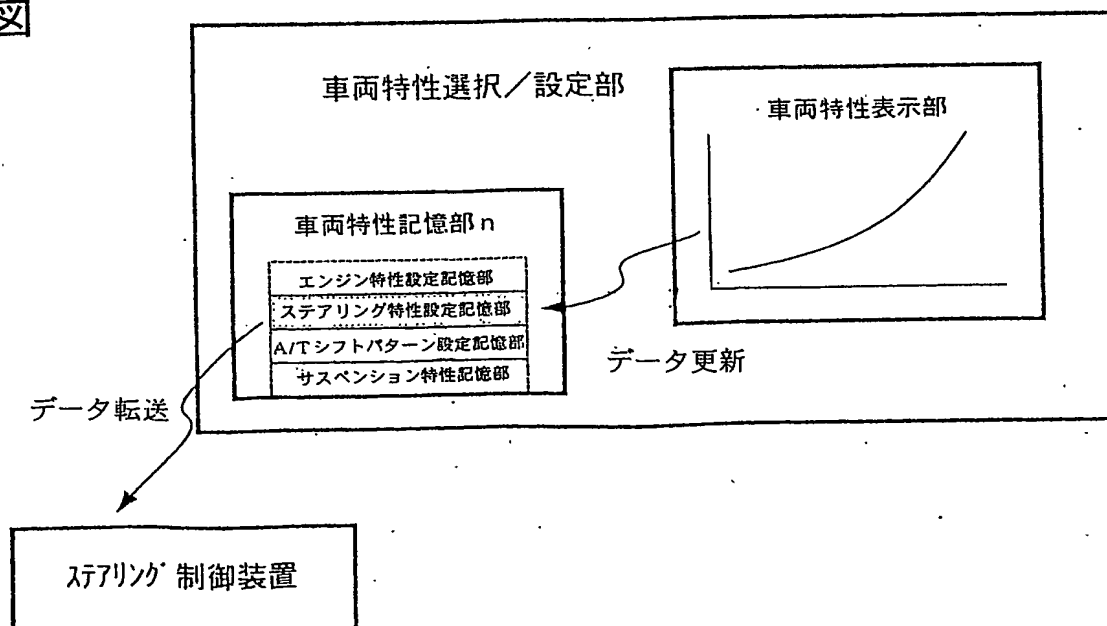 図
車両特性選択／設定部
車両特性表示部
車両特性記憶部n
エンジン特性設定記憶部
ステアリング特性設定記憶部
A/Tシフトパターン設定記憶部
サスペンション特性記憶部
データ更新
データ転送
ｽﾃｱﾘﾝｸﾞ制御装置